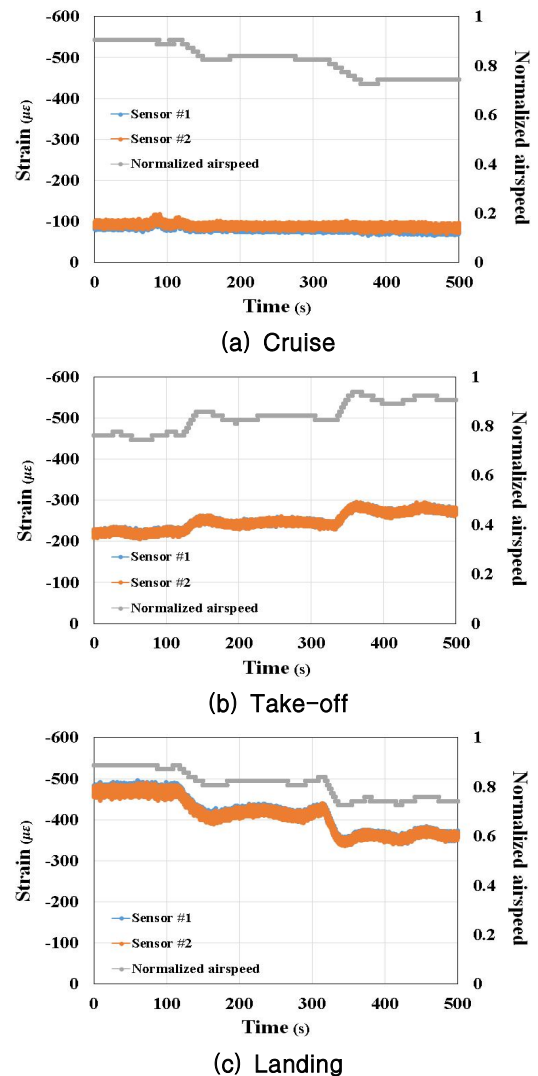 -600
-500
-400
-300
-200
-100
0
Strain (με)
1
0.8
0.6
0.4
0.2
0
Normalized airspeed
Sensor #1
Sensor #2
Normalized airspeed
0 100 200 300 400 500
Time (s)
(a) Cruise
-600
-500
-400
-300
-200
-100
0
Strain (με)
1
0.8
0.6
0.4
0.2
0
Normalized airspeed
Sensor #1
Sensor #2
Normalized airspeed
0 100 200 300 400 500
Time (s)
(b) Take-off
-600
-500
-400
-300
-200
-100
0
Strain (με)
1
0.8
0.6
0.4
0.2
0
Normalized airspeed
Sensor #1
Sensor #2
Normalized airspeed
0 100 200 300 400 500
Time (s)
(c) Landing